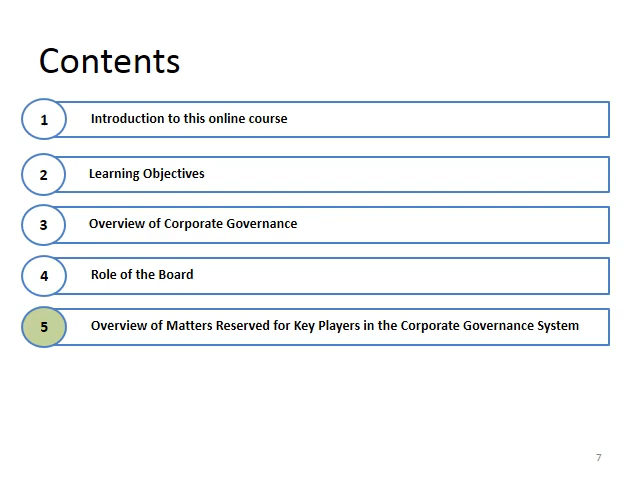 Contents
1 Introduction to this online course
2 Learning Objectives
3 Overview of Corporate Governance
4 Role of the Board
5 Overview of Matters Reserved for Key Players in the Corporate Governance System
7